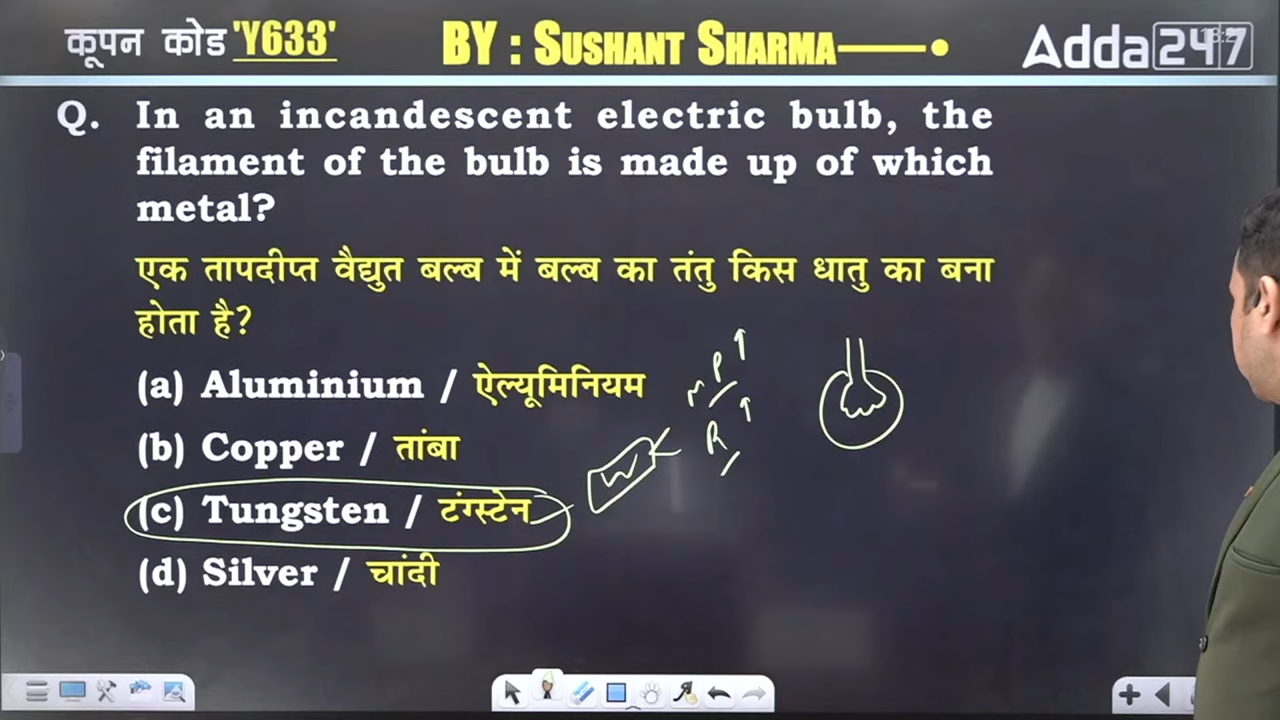 कूपन कोड 'Y633'
BY : SUSHANT SHARMA
Adda247
Q. In an incandescent electric bulb, the
filament of the bulb is made up of which
metal?
एक तापदीप्त वैद्युत बल्ब में बल्ब का तंतु किस धातु का बना
होता है?
(a) Aluminium / ऐल्यूमिनियम
(b) Copper / तांबा
(c) Tungsten / टंग्स्टेन
(d) Silver / चांदी
P
R
W